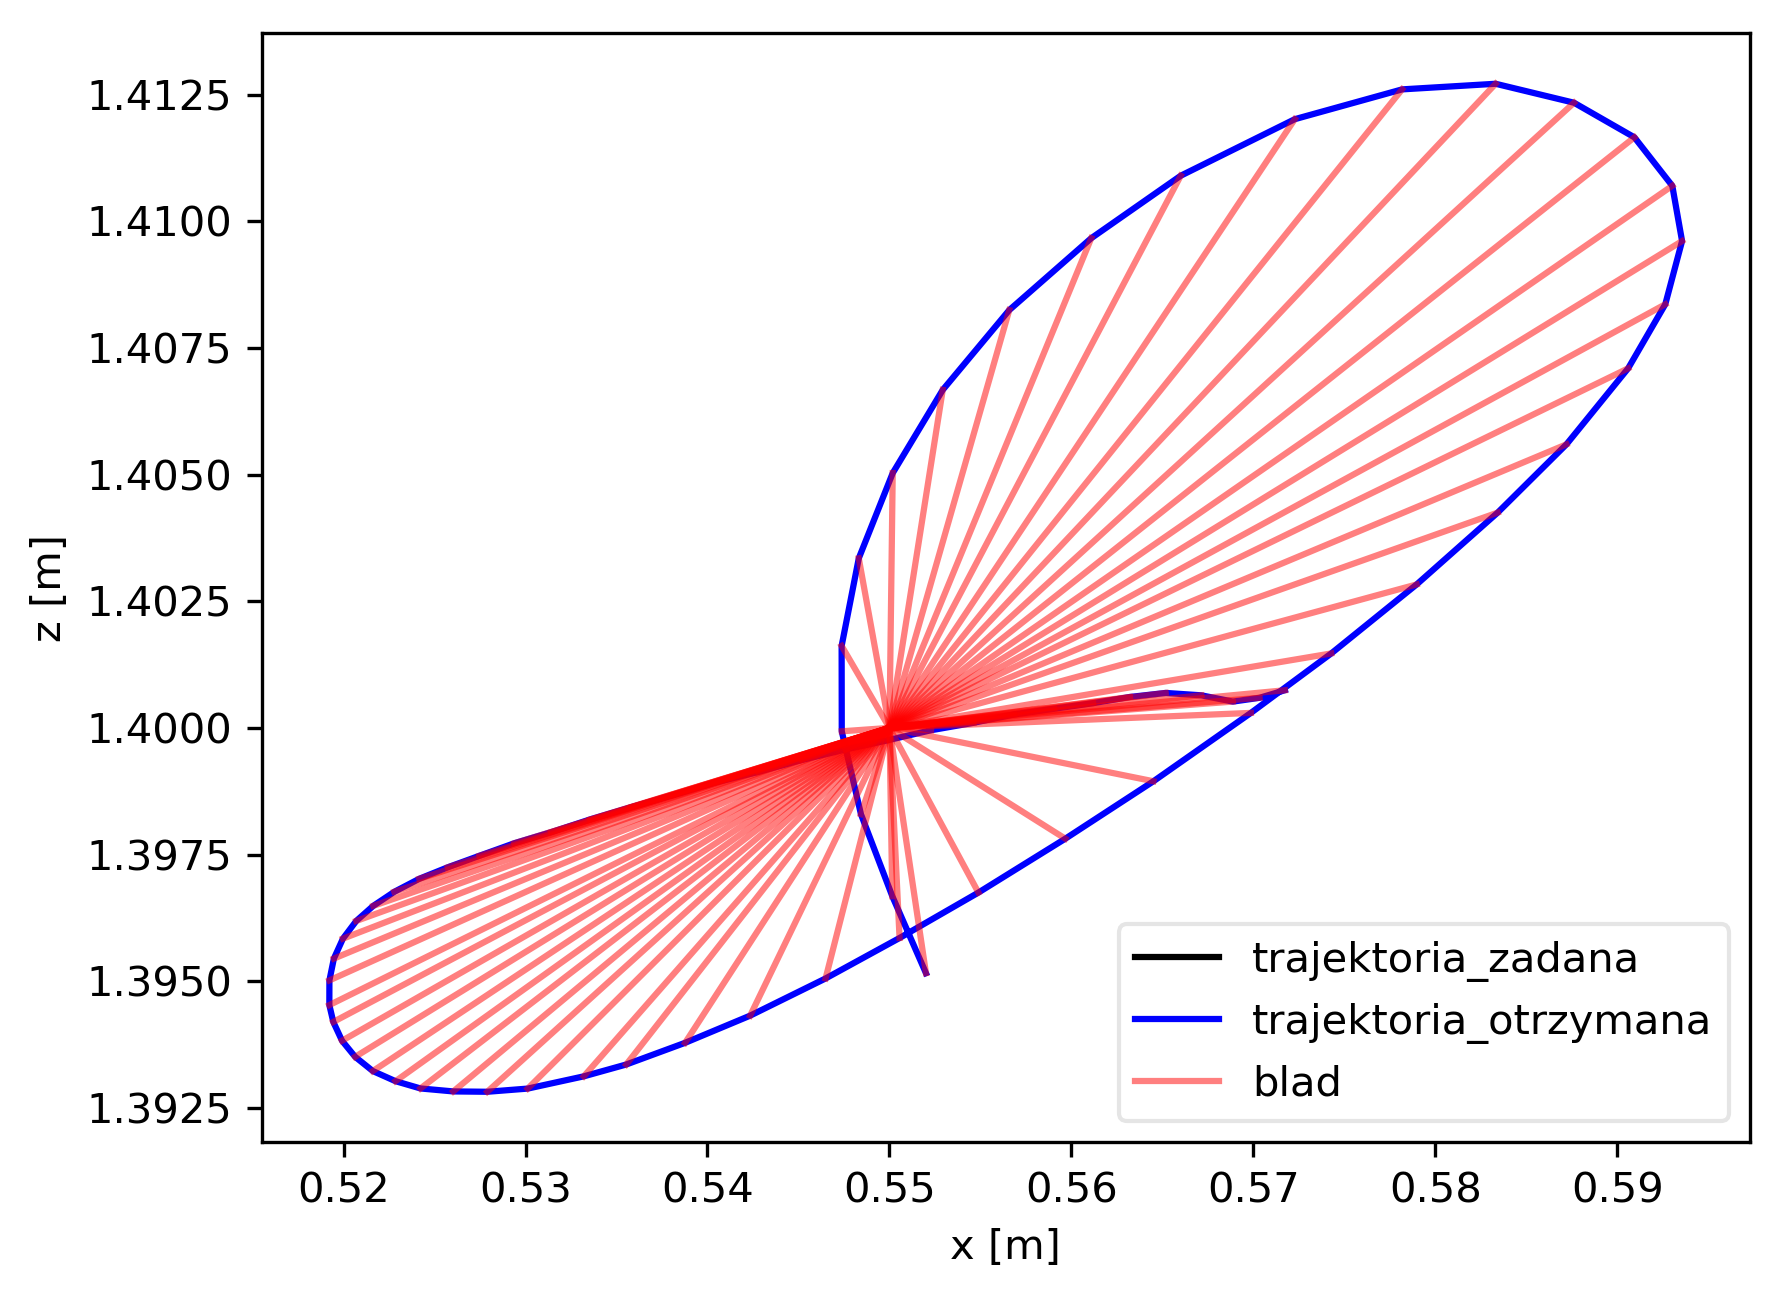 1.4125
1.4100
1.4075
1.4050
1.4025
1.4000
1.3975
1.3950
1.3925
z [m]
0.52 0.53 0.54 0.55 0.56 0.57 0.58 0.59
x [m]
trajektoria_zadana
trajektoria_otrzymana
blad